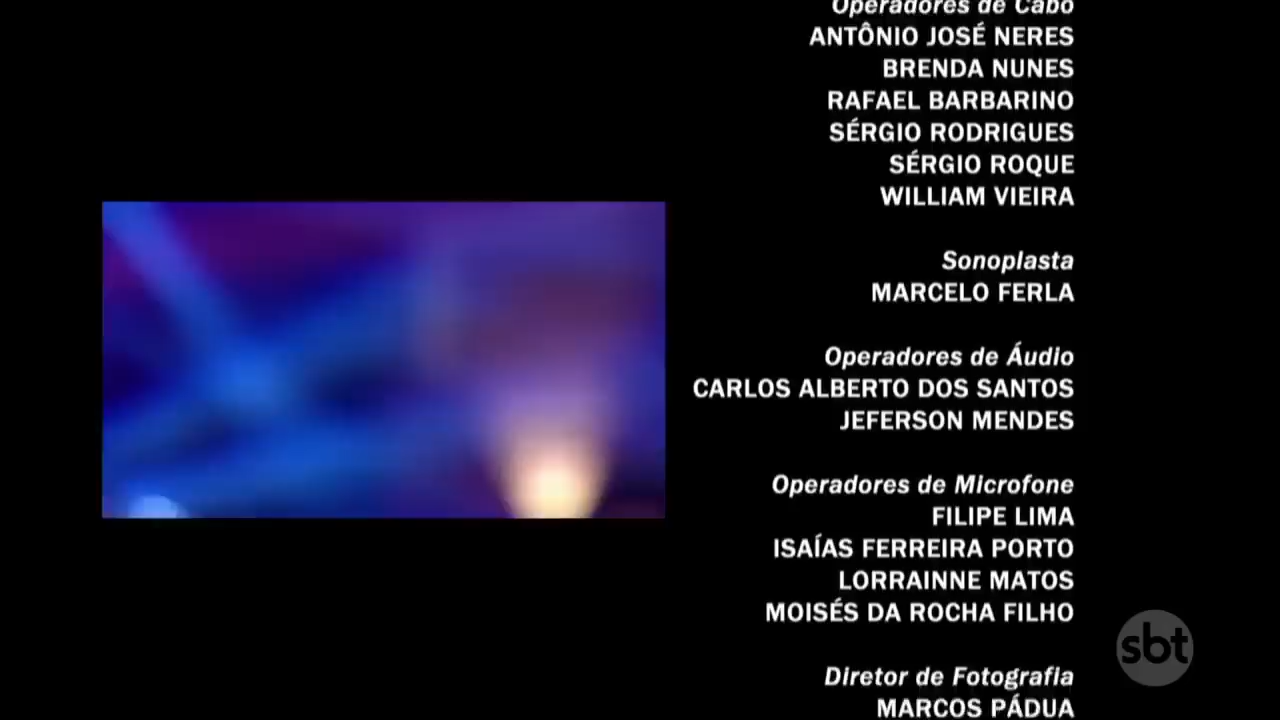 Operadores de Cabo
ANTÔNIO JOSÉ NERES
BRENDA NUNES
RAFAEL BARBARINO
SÉRGIO RODRIGUES
SÉRGIO ROQUE
WILLIAM VIEIRA
Sonoplasta
MARCELO FERLA
Operadores de Áudio
CARLOS ALBERTO DOS SANTOS
JEFERSON MENDES
Operadores de Microfone
FILIPE LIMA
ISAÍAS FERREIRA PORTO
LORRAINNE MATOS
MOISÉS DA ROCHA FILHO
sbt
Diretor de Fotografia
MARCOS PÁDUA